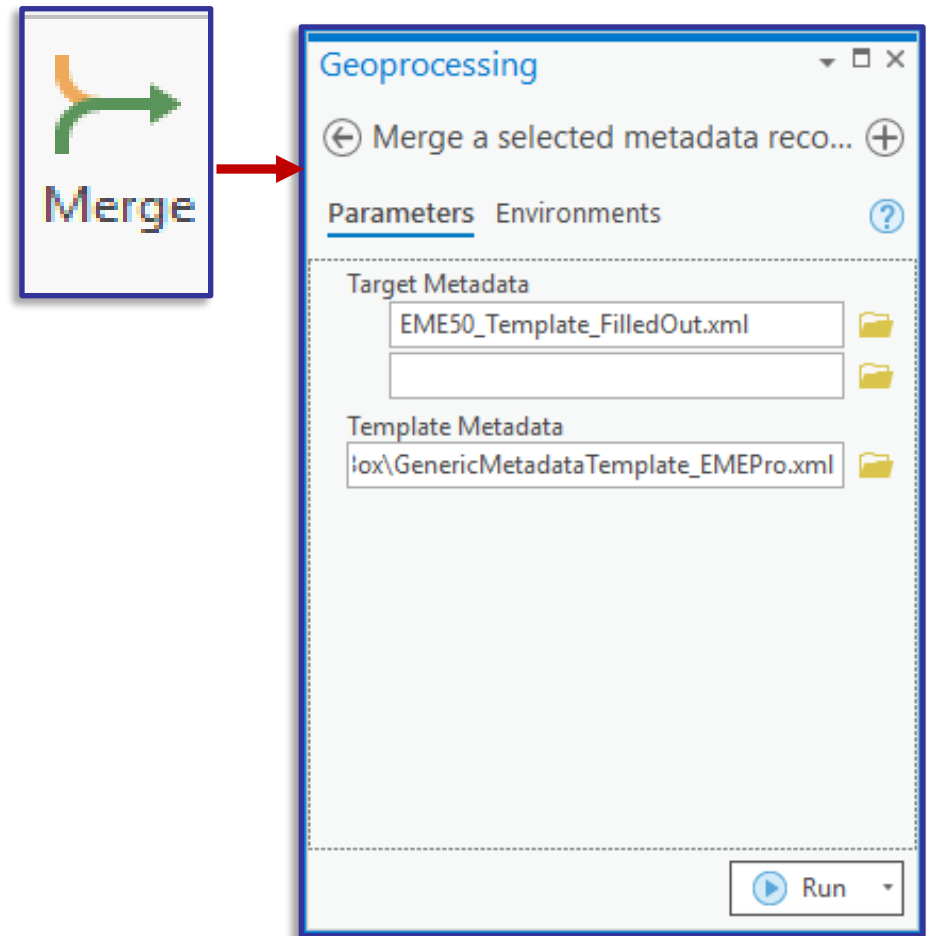 Merge
Geoprocessing
Merge a selected metadata reco...
Parameters Environments
Target Metadata
EME50_Template_FilledOut.xml
Template Metadata
ox\GenericMetadataTemplate_EMEPro.xml
Run